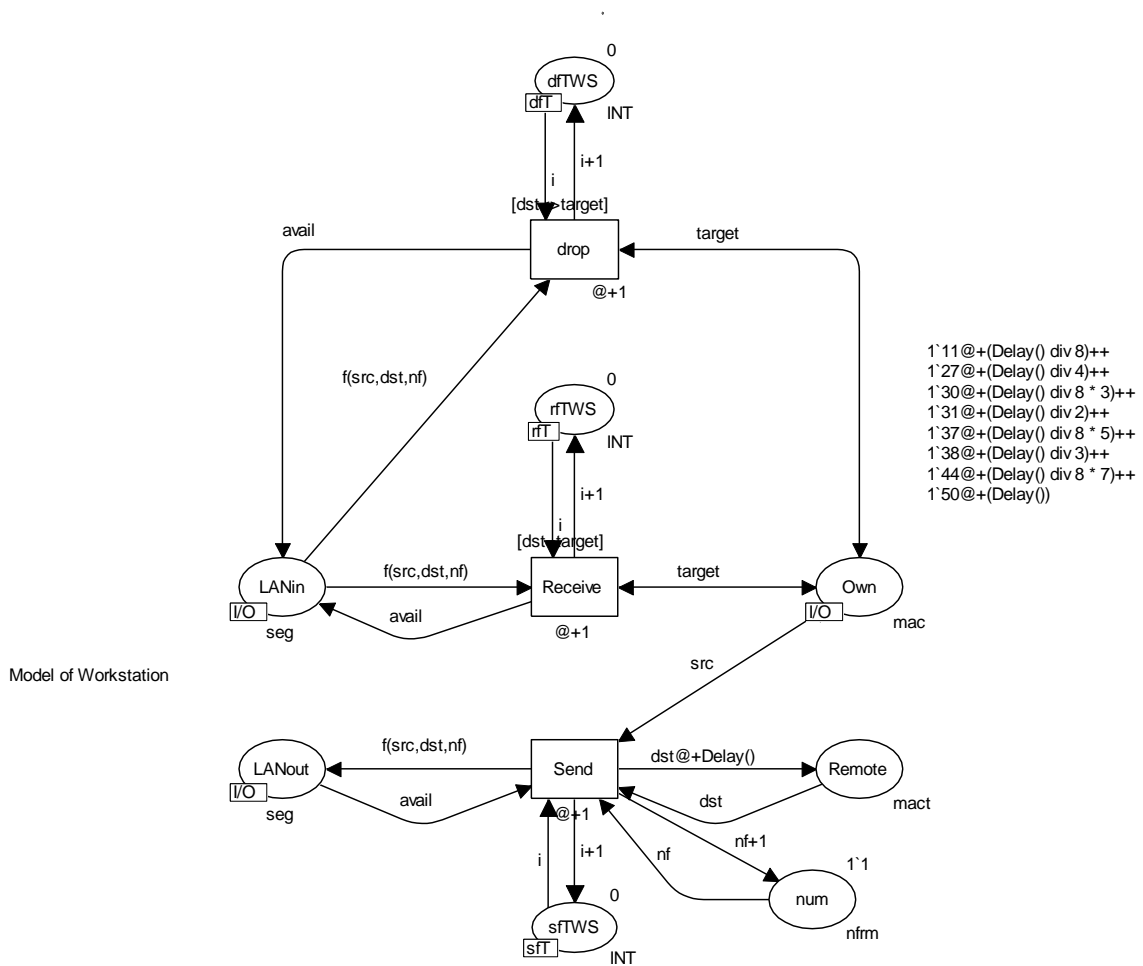 0
dfTWS
dfT
INT
i+1
i
[dst<>target]
avail
drop
target
@+1
f(src,dst,nf)
1`11@+(Delay() div 8)++
1`27@+(Delay() div 4)++
1`30@+(Delay() div 8 * 3)++
1`31@+(Delay() div 2)++
1`37@+(Delay() div 8 * 5)++
1`38@+(Delay() div 3)++
1`44@+(Delay() div 8 * 7)++
1`50@+(Delay())
0
rfTWS
rfT
INT
i+1
i
[dst=target]
LANin
I/O
seg
f(src,dst,nf)
avail
Receive
@+1
target
Own
I/O
mac
src
Model of Workstation
LANout
I/O
seg
f(src,dst,nf)
avail
Send
@+1
dst@+Delay()
dst
Remote
mact
nf+1
nf
1`1
num
nfrm
i
i+1
0
sfTWS
sfT
INT